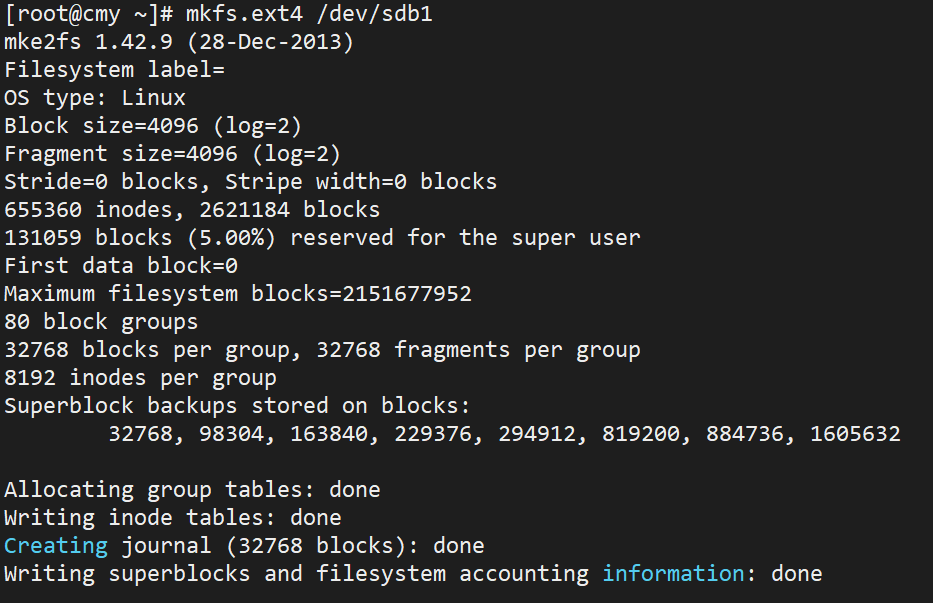 [root@cmy ~]# mkfs.ext4 /dev/sdb1
mke2fs 1.42.9 (28-Dec-2013)
Filesystem label=
OS type: Linux
Block size=4096 (log=2)
Fragment size=4096 (log=2)
Stride=0 blocks, Stripe width=0 blocks
655360 inodes, 2621184 blocks
131059 blocks (5.00%) reserved for the super user
First data block=0
Maximum filesystem blocks=2151677952
80 block groups
32768 blocks per group, 32768 fragments per group
8192 inodes per group
Superblock backups stored on blocks:
32768, 98304, 163840, 229376, 294912, 819200, 884736, 1605632
Allocating group tables: done
Writing inode tables: done
Creating journal (32768 blocks): done
Writing superblocks and filesystem accounting information: done